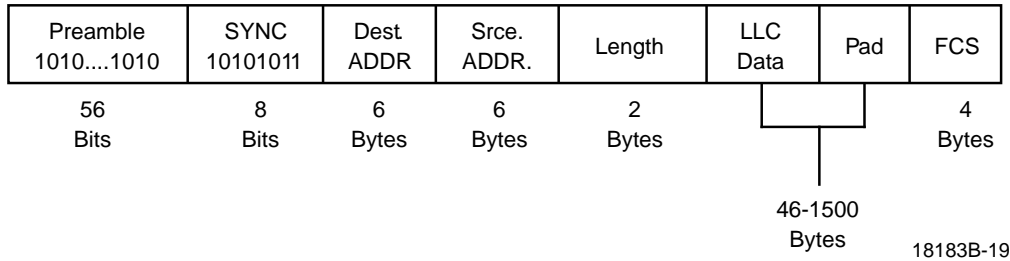 Preamble
1010....1010
SYNC
10101011
Dest.
ADDR
Srce.
ADDR.
Length
LLC
Data
Pad
FCS
56
Bits
8
Bits
6
Bytes
6
Bytes
2
Bytes
4
Bytes
46-1500
Bytes
18183B-19